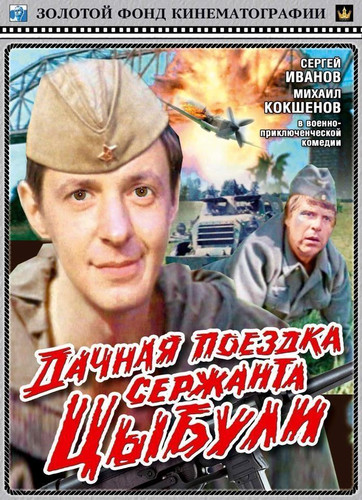 ЗОЛОТОЙ ФОНД КИНЕМАТОГРАФИИ
СЕРГЕЙ
ИВАНОВ
МИХАИЛ
КОКШЕНОВ
в военно-
приключенческой
комедии
Дачная поездка
сержанта
Цыбули